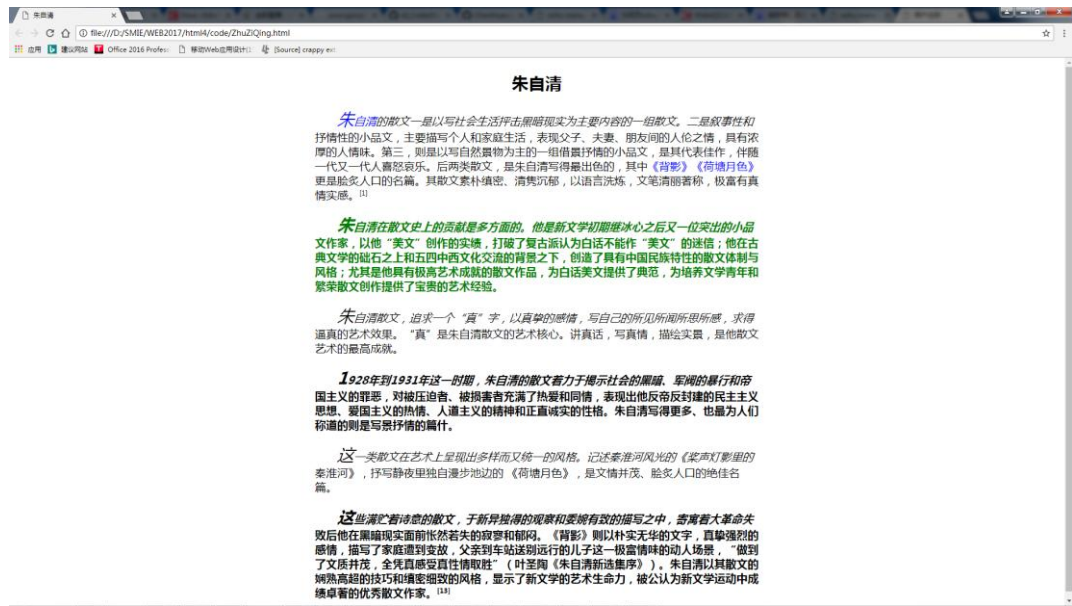 朱自清
file:///D:/SMIE/WEB2017/html4/code/ZhuZiQing.html
应用 建议网站 Office 2016 Profess 移动Web应用设计(1 [Source] crappy ext
朱自清
朱自清的散文一是以写社会生活抨击黑暗现实为主要内容的一组散文。二是叙事性和
抒情性的小品文，主要描写个人和家庭生活，表现父子、夫妻、朋友间的人伦之情，具有浓
厚的人情味。第三，则是以写自然景物为主的一组借景抒情的小品文，是其代表佳作，伴随
一代又一代人喜怒哀乐。后两类散文，是朱自清写得最出色的，其中《背影》《荷塘月色》
更是脍炙人口的名篇。其散文素朴缜密、清隽沉郁，以语言洗炼，文笔清丽著称，极富有真
情实感。[1]
朱自清在散文史上的贡献是多方面的。他是新文学初期继冰心之后又一位突出的小品
文作家，以他“美文”创作的实绩，打破了复古派认为白话不能作“美文”的迷信；他在古
典文学的础石之上和五四中西文化交流的背景之下，创造了具有中国民族特性的散文体制与
风格；尤其是他具有极高艺术成就的散文作品，为白话美文提供了典范，为培养文学青年和
繁荣散文创作提供了宝贵的艺术经验。
朱自清散文，追求一个“真”字，以真挚的感情，写自己的所见所闻所思所感，求得
逼真的艺术效果。“真”是朱自清散文的艺术核心。讲真话，写真情，描绘实景，是他散文
艺术的最高成就。
1928年到1931年这一时期，朱自清的散文着力于揭示社会的黑暗、军阀的暴行和帝
国主义的罪恶，对被压迫者、被损害者充满了热爱和同情，表现出他反帝反封建的民主主义
思想、爱国主义的热情、人道主义的精神和正直诚实的性格。朱自清写得更多、也最为人们
称道的则是写景抒情的篇什。
这一类散文在艺术上呈现出多样而又统一的风格。记述秦淮河风光的《桨声灯影里的
秦淮河》，抒写静夜里独自漫步池边的 《荷塘月色》，是文情并茂、脍炙人口的绝佳名
篇。
这些满贮着诗意的散文，于新异独得的观察和委婉有致的描写之中，寄寓着大革命失
败后他在黑暗现实面前怅然若失的寂寥和郁闷。《背影》则以朴实无华的文字，真挚强烈的
感情，描写了家庭遭到变故，父亲到车站送别远行的儿子这一极富情味的动人场景，“做到
了文质并茂，全凭真感受真性情取胜”（叶圣陶《朱自清新选集序》）。朱自清以其散文的
娴熟高超的技巧和缜密细致的风格，显示了新文学的艺术生命力，被公认为新文学运动中成
绩卓著的优秀散文作家。[13]